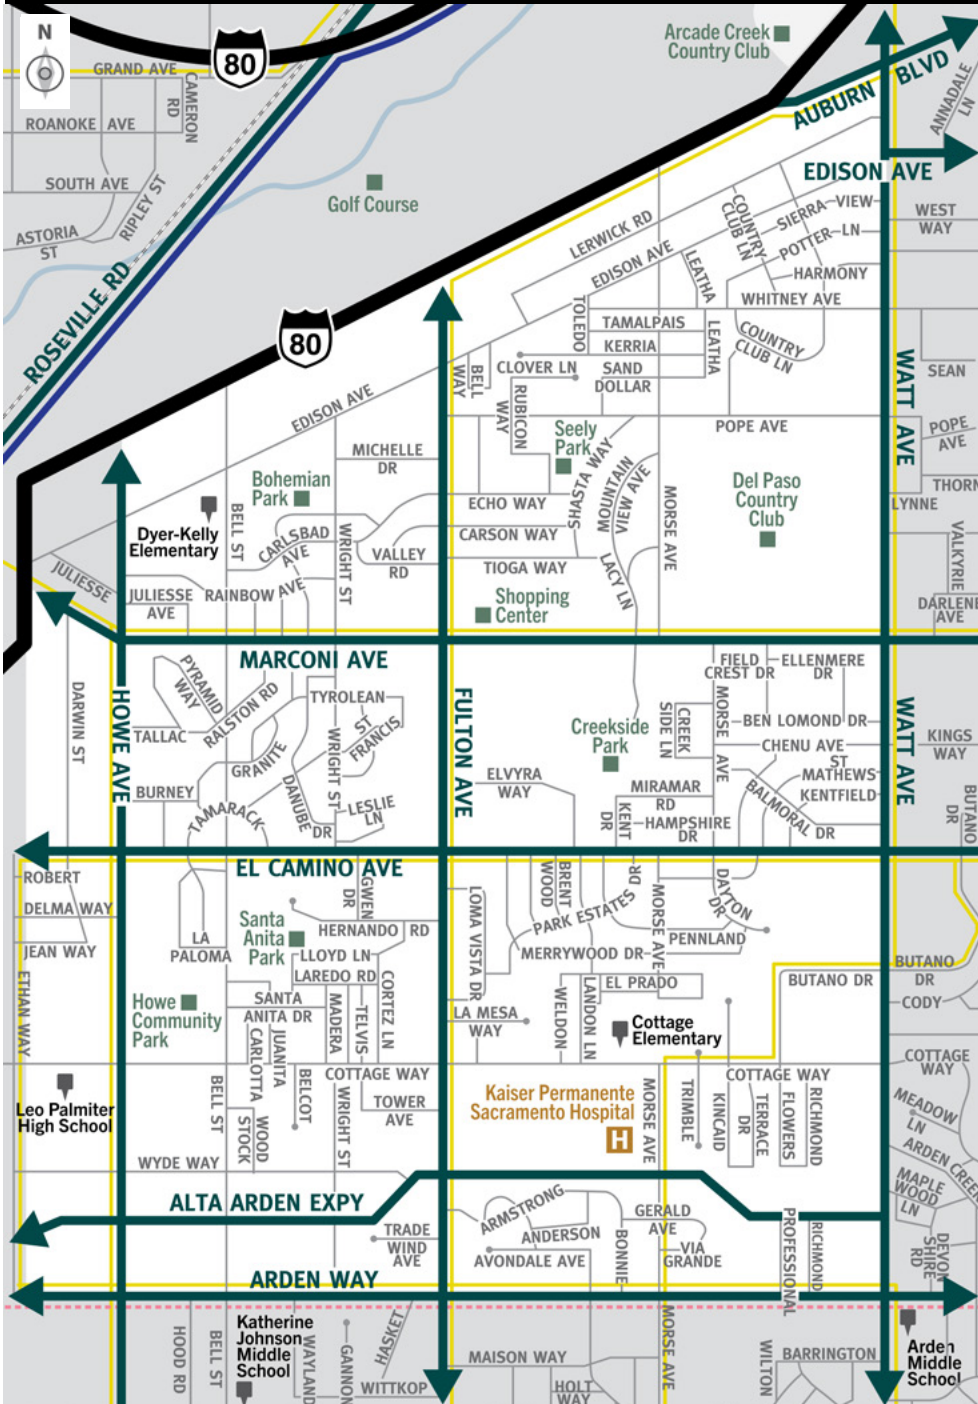 N
80
GRAND AVE
CAMERON
RD
ROANOKE AVE
SOUTH AVE
RIPLEY ST
ASTORIA
ST
ROSEVILLE RD
Golf Course
Arcade Creek
Country Club
AUBURN BLVD
ANNADALE
LN
EDISON AVE
WEST
WAY
LERWICK RD
COUNTRY
CLUB LN
SIERRA VIEW
POTTER LN
EDISON AVE
LEATHA
HARMONY
WHITNEY AVE
80
TOLEDO
TAMALPAIS
LEATHA
COUNTRY
CLUB LN
KERRIA
CLOVER LN
SAND
DOLLAR
BELL
WAY
RUBICON
WAY
WATT AVE
SEAN
EDISON AVE
POPE AVE
POPE
AVE
Seely
Park
MICHELLE
DR
SHASTA WAY
MOUNTAIN
VIEW AVE
MORSE AVE
Del Paso
Country
Club
THORN
LYNNE
Bohemian
Park
ECHO WAY
Dyer-Kelly
Elementary
BELL ST
CARLSBAD
AVE
WRIGHT ST
CARSON WAY
VALLEY
RD
VALKYRIE
JULIESSE
TIOGA WAY
LACY LN
JULIESSE
AVE
RAINBOW AVE
Shopping
Center
DARLENE
AVE
MARCONI AVE
PYRAMID
WAY
FIELD
CREST DR
ELLENMERE
DR
DARWIN ST
HOWE AVE
RALSTON RD
TYROLEAN
FULTON AVE
MORSE
AVE
WATT AVE
TALLAC
WRIGHT ST
ST
FRANCIS
Creekside
Park
CREEK
SIDE LN
BEN LOMOND DR
KINGS
WAY
CHENU AVE
GRANITE
ST
MATHEWS
BURNEY
DANUBE
DR
ELVYRA
WAY
MIRAMAR
RD
KENTFIELD
BALMORAL DR
BUTANO
DR
TAMARACK
LESLIE
LN
KENT
DR
HAMPSHIRE
DR
EL CAMINO AVE
ROBERT
DELMA WAY
JEAN WAY
GWEN
DR
LOMA VISTA DR
BRENT
WOOD
DR
PARK ESTATES
MORSE AVE
DAYTON
DR
Santa
Anita
Park
HERNANDO RD
LA
PALOMA
PENNLAND
MERRYWOOD DR
LLOYD LN
LAREDO RD
BUTANO
DR
BUTANO DR
ETHAN WAY
Howe
Community
Park
SANTA
ANITA DR
MADERA
TELVIS
CORTEZ LN
WELDON
LANDON LN
EL PRADO
CODY
LA MESA
WAY
Cottage
Elementary
CARLOTTA
JUANITA
COTTAGE WAY
COTTAGE WAY
COTTAGE
WAY
Leo Palmiter
High School
BELL ST
WOOD
STOCK
BELCOT
WRIGHT ST
TOWER
AVE
Kaiser Permanente
Sacramento Hospital
H
MORSE AVE
TRIMBLE
KINCAID
TERRACE
DR
FLOWERS
RICHMOND
MEADOW
LN
ARDEN CREE
MAPLE
WOOD
LN
WYDE WAY
ALTA ARDEN EXPY
ARMSTRONG
ANDERSON
BONNIE
GERALD
AVE
VIA
GRANDE
PROFESSIONAL
RICHMOND
DEVON
SHIRE
RD
TRADE
WIND
AVE
AVONDALE AVE
ARDEN WAY
HOOD RD
BELL ST
Katherine
Johnson
Middle
School
WAYLAND
GANNON
HASKET
WITTKOP
MAISON WAY
HOLT
WAY
MORSE AVE
WILTON
BARRINGTON
Arden
Middle
School